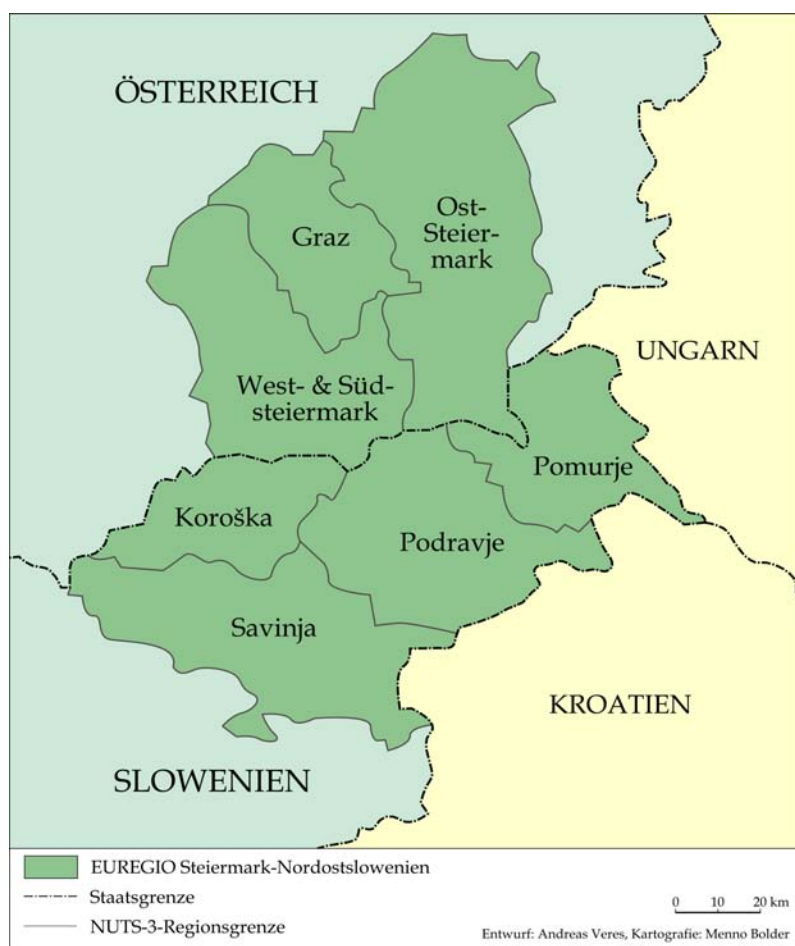 ÖSTERREICH
Ost-
Steier-
mark
Graz
UNGARN
West- & Süd-
steiermark
Pomurje
Koroška
Podravje
Savinja
KROATIEN
SLOWENIEN
EUREGIO Steiermark-Nordostslowenien
Staatsgrenze
NUTS-3-Regionsgrenze
0 10 20 km
Entwurf: Andreas Veres, Kartografie: Menno Bolder